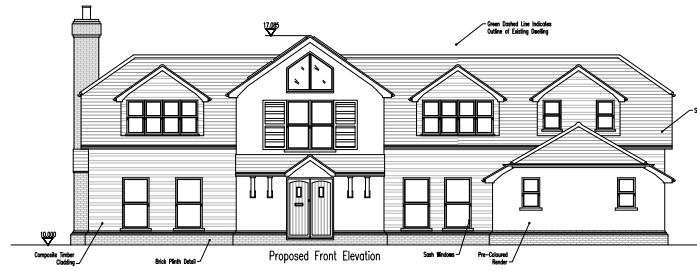 17.085
Green Dashed Line Indicates
Outline of Existing Dwelling
S
10.000
Composite Timber
Cladding
Brick Plinth Detail
Proposed Front Elevation
Sash Windows
Pre-Coloured
Render